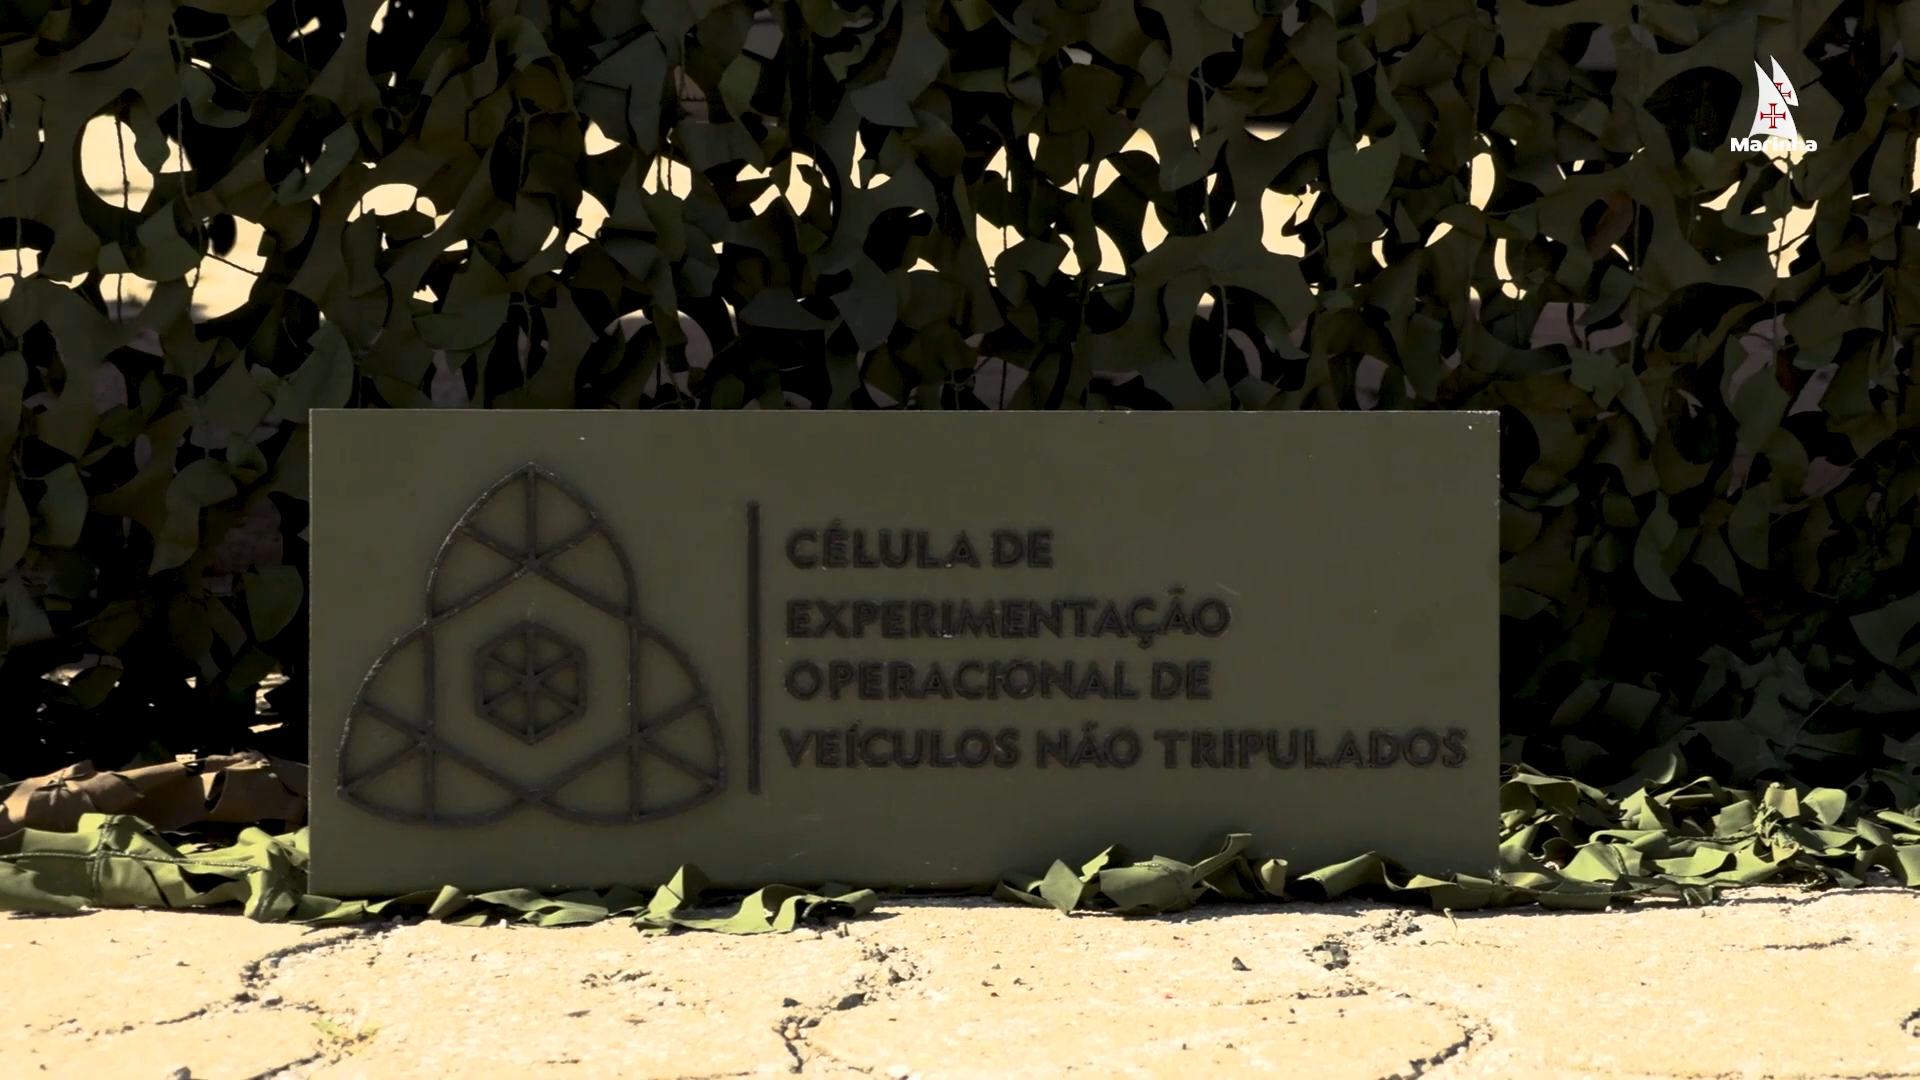 Marinha
CÉLULA DE
EXPERIMENTAÇÃO
OPERACIONAL DE
VEÍCULOS NÃO TRIPULADOS